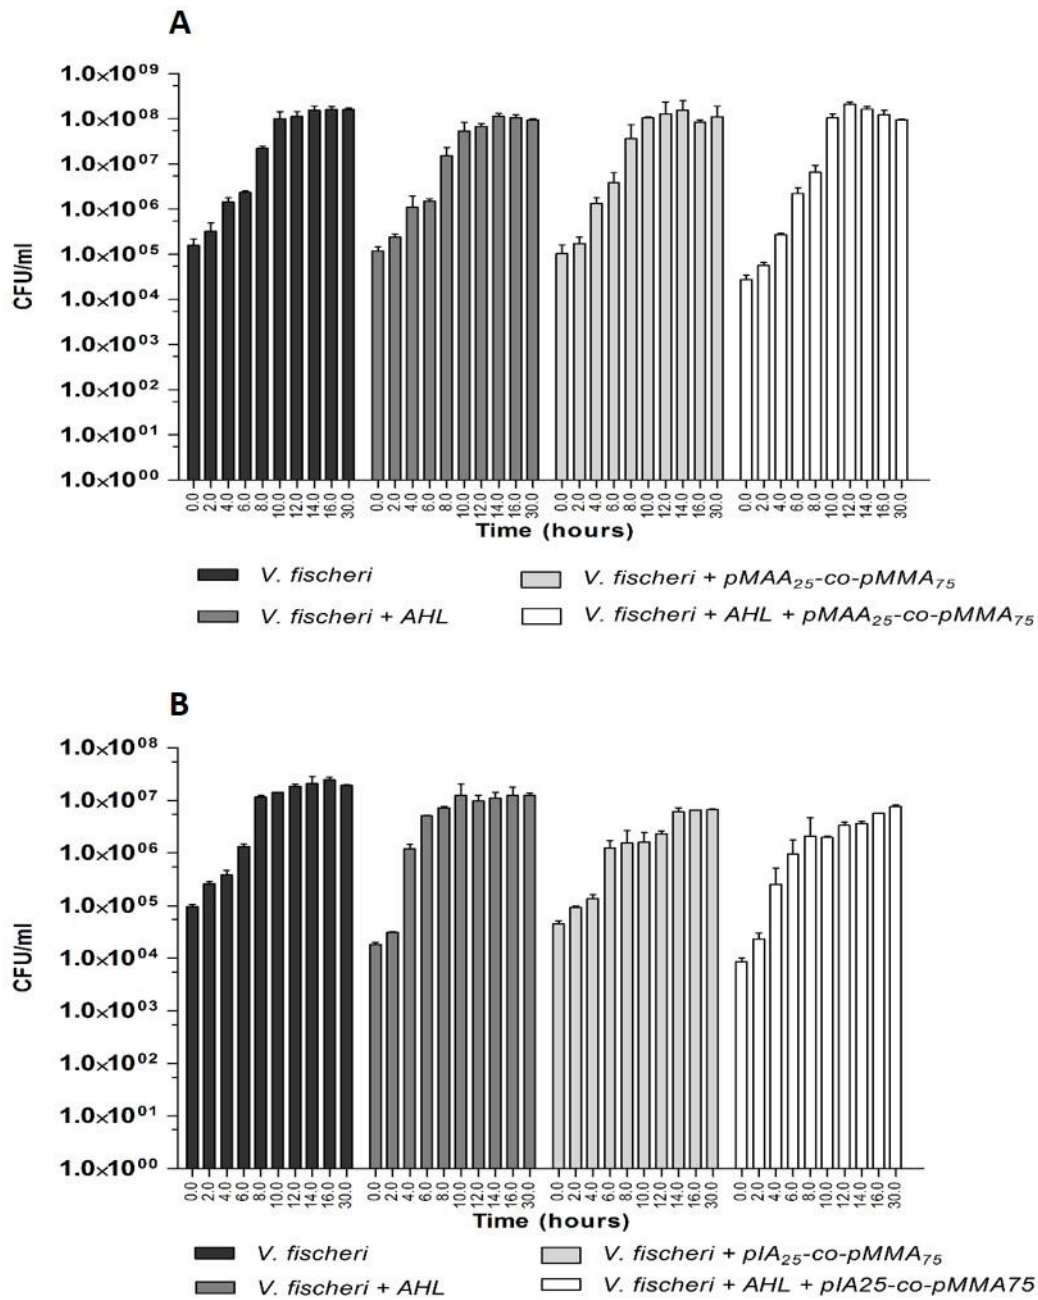 A
1.0×10⁰⁹
1.0×10⁰⁸
1.0×10⁰⁷
1.0×10⁰⁶
1.0×10⁰⁵
1.0×10⁰⁴
1.0×10⁰³
1.0×10⁰²
1.0×10⁰¹
1.0×10⁰⁰
CFU/ml
0.0 2.0 4.0 6.0 8.0 10.0 12.0 14.0 16.0 30.0 0.0 2.0 4.0 6.0 8.0 10.0 12.0 14.0 16.0 30.0 0.0 2.0 4.0 6.0 8.0 10.0 12.0 14.0 16.0 30.0 0.0 2.0 4.0 6.0 8.0 10.0 12.0 14.0 16.0 30.0
Time (hours)
V. fischeri
V. fischeri + AHL
V. fischeri + pMAA₂₅-co-pMMA₇₅
V. fischeri + AHL + pMAA₂₅-co-pMMA₇₅
B
1.0×10⁰⁸
1.0×10⁰⁷
1.0×10⁰⁶
1.0×10⁰⁵
1.0×10⁰⁴
1.0×10⁰³
1.0×10⁰²
1.0×10⁰¹
1.0×10⁰⁰
CFU/ml
0.0 2.0 4.0 6.0 8.0 10.0 12.0 14.0 16.0 30.0 0.0 2.0 4.0 6.0 8.0 10.0 12.0 14.0 16.0 30.0 0.0 2.0 4.0 6.0 8.0 10.0 12.0 14.0 16.0 30.0 0.0 2.0 4.0 6.0 8.0 10.0 12.0 14.0 16.0 30.0
Time (hours)
V. fischeri
V. fischeri + AHL
V. fischeri + pIA₂₅-co-pMMA₇₅
V. fischeri + AHL + pIA25-co-pMMA75